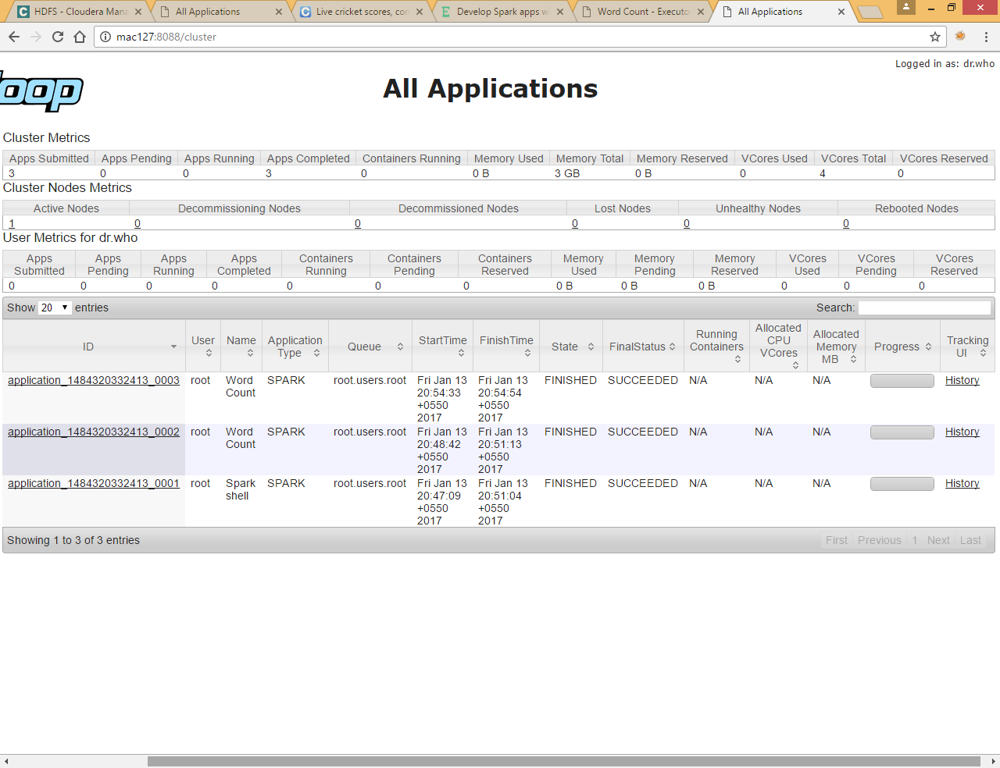 HDFS - Cloudera Mana
All Applications
Live cricket scores, com
Develop Spark apps w
Word Count - Executo
All Applications
mac127:8088/cluster
Logged in as: dr.who
oop
All Applications
Cluster Metrics
Apps Submitted Apps Pending Apps Running Apps Completed Containers Running Memory Used Memory Total Memory Reserved VCores Used VCores Total VCores Reserved
3 0 0 3 0 0 B 3 GB 0 B 0 4 0
Cluster Nodes Metrics
Active Nodes Decommissioning Nodes Decommissioned Nodes Lost Nodes Unhealthy Nodes Rebooted Nodes
1 0 0 0 0 0
User Metrics for dr.who
Apps Apps Apps Apps Containers Containers Containers Memory Memory Memory VCores VCores VCores
Submitted Pending Running Completed Running Pending Reserved Used Pending Reserved Used Pending Reserved
0 0 0 0 0 0 0 0 B 0 B 0 B 0 0 0
Show 20 entries Search:
ID User Name Application Type Queue StartTime FinishTime State FinalStatus Running Containers Allocated CPU VCores Allocated Memory MB Progress Tracking UI
application_1484320332413_0003 root Word SPARK root.users.root Fri Jan 13 Fri Jan 13 FINISHED SUCCEEDED N/A N/A N/A History
Count 20:54:33 20:54:54
+0550 +0550
2017 2017
application_1484320332413_0002 root Word SPARK root.users.root Fri Jan 13 Fri Jan 13 FINISHED SUCCEEDED N/A N/A N/A History
Count 20:48:42 20:51:13
+0550 +0550
2017 2017
application_1484320332413_0001 root Spark SPARK root.users.root Fri Jan 13 Fri Jan 13 FINISHED SUCCEEDED N/A N/A N/A History
shell 20:47:09 20:51:04
+0550 +0550
2017 2017
Showing 1 to 3 of 3 entries First Previous 1 Next Last